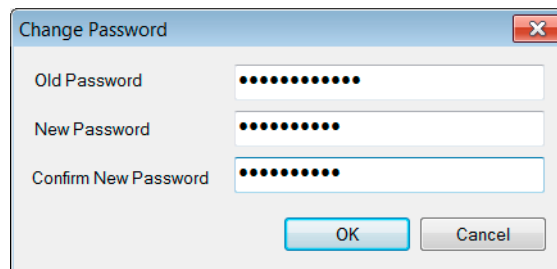 Change Password
Old Password ••••••••••••
New Password ••••••••••
Confirm New Password ••••••••••
OK Cancel